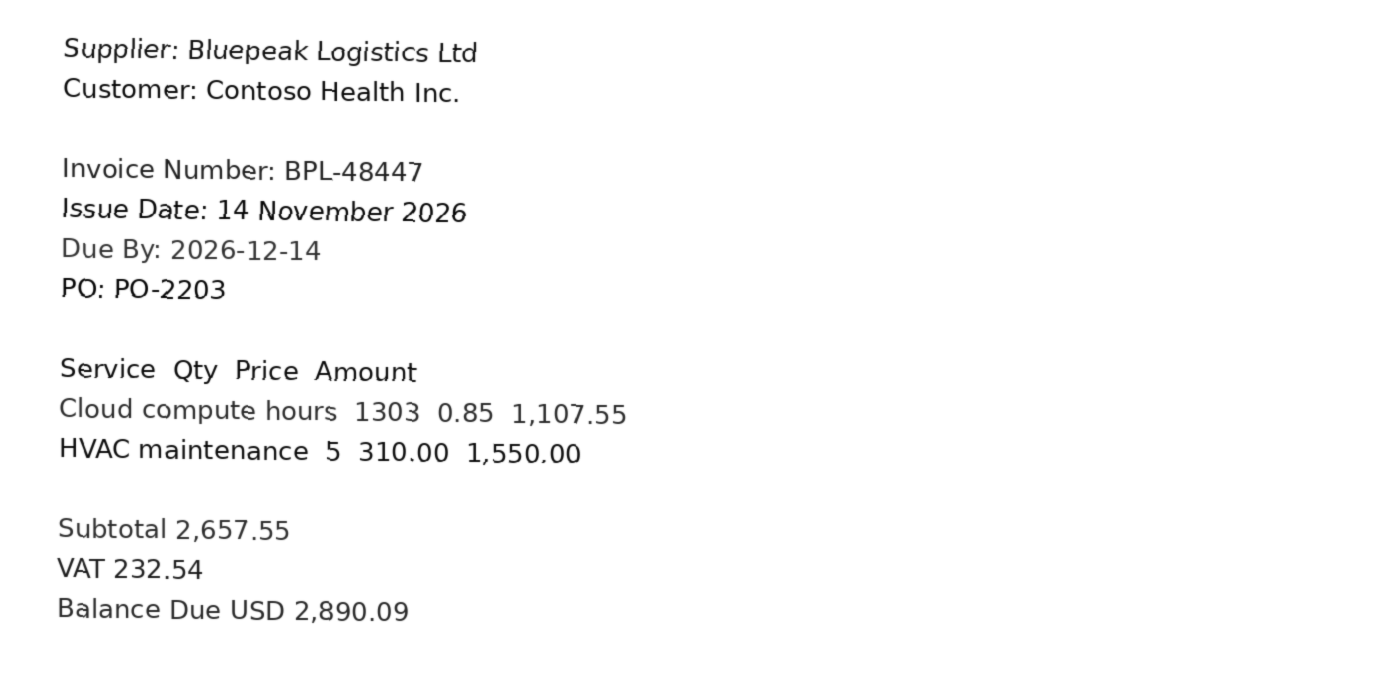 Supplier: Bluepeak Logistics Ltd
Customer: Contoso Health Inc.
Invoice Number: BPL-48447
Issue Date: 14 November 2026
Due By: 2026-12-14
PO: PO-2203
Service Qty Price Amount
Cloud compute hours 1303 0.85 1,107.55
HVAC maintenance 5 310.00 1,550.00
Subtotal 2,657.55
VAT 232.54
Balance Due USD 2,890.09